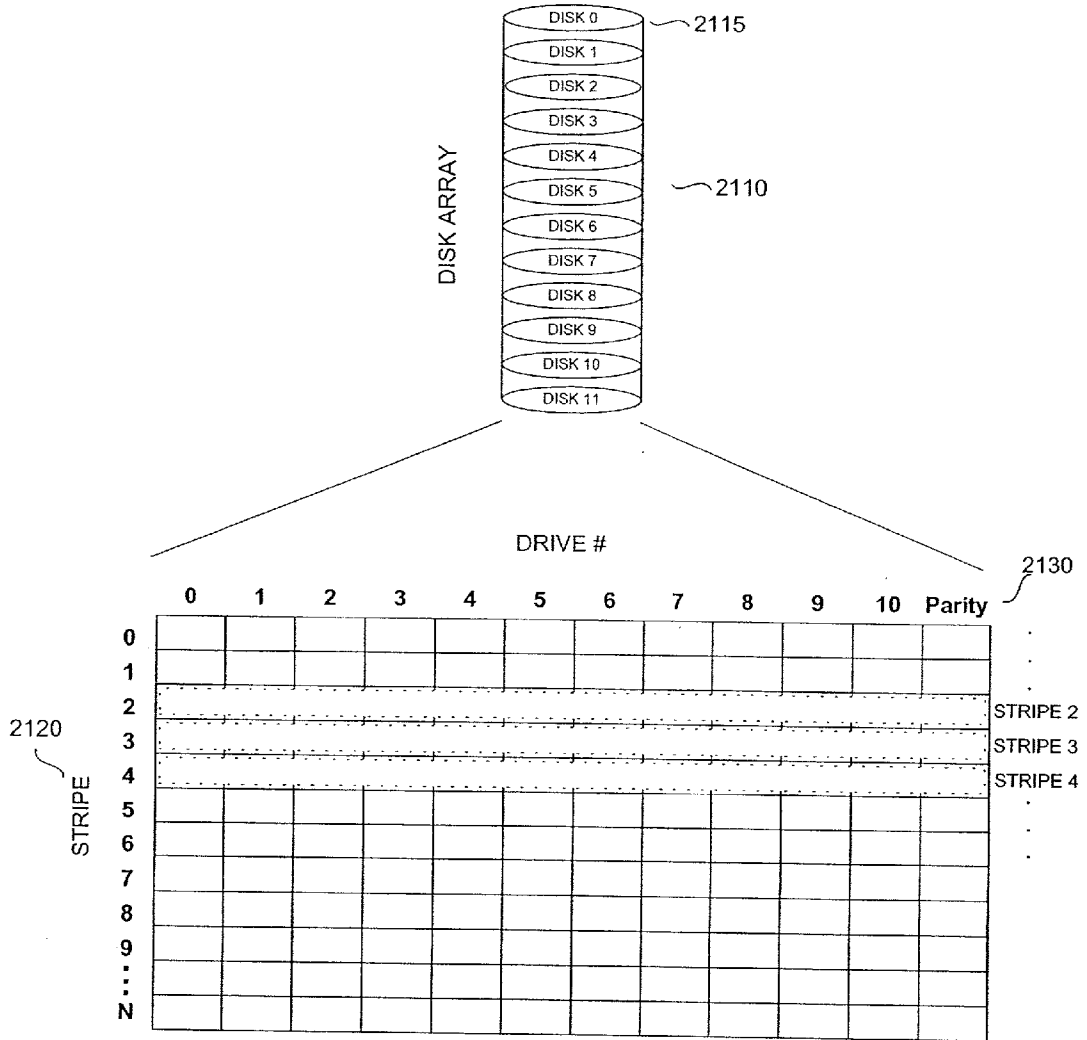 DISK 0
2115
DISK 1
DISK 2
DISK 3
DISK 4
DISK 5
2110
DISK 6
DISK 7
DISK 8
DISK 9
DISK 10
DISK 11
DISK ARRAY
DRIVE #
2130
0 1 2 3 4 5 6 7 8 9 10 Parity
0
1
2 STRIPE 2
3 STRIPE 3
4 STRIPE 4
5
6
7
8
9
N
2120
STRIPE